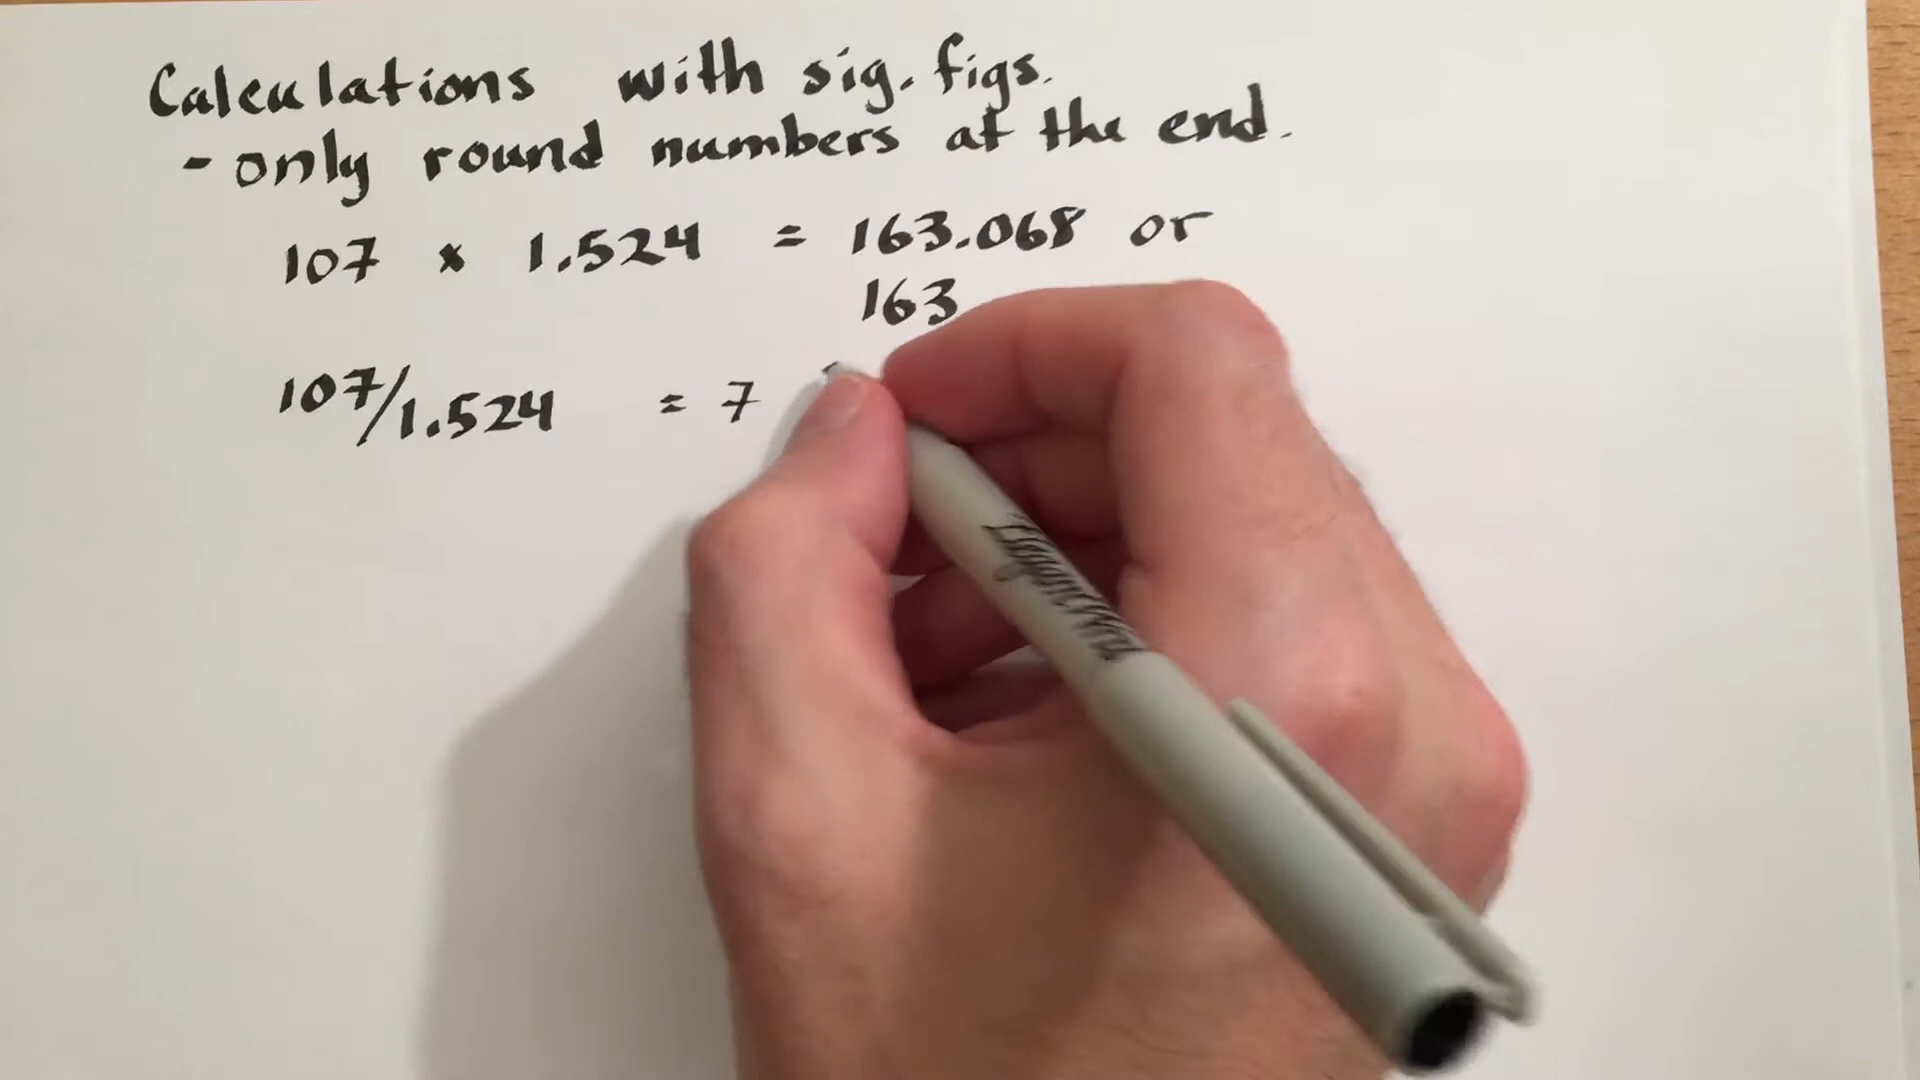 Calculations with sig. figs.
- only round numbers at the end.
107 x 1.524 = 163.068 or
163
107/1.524 = 7